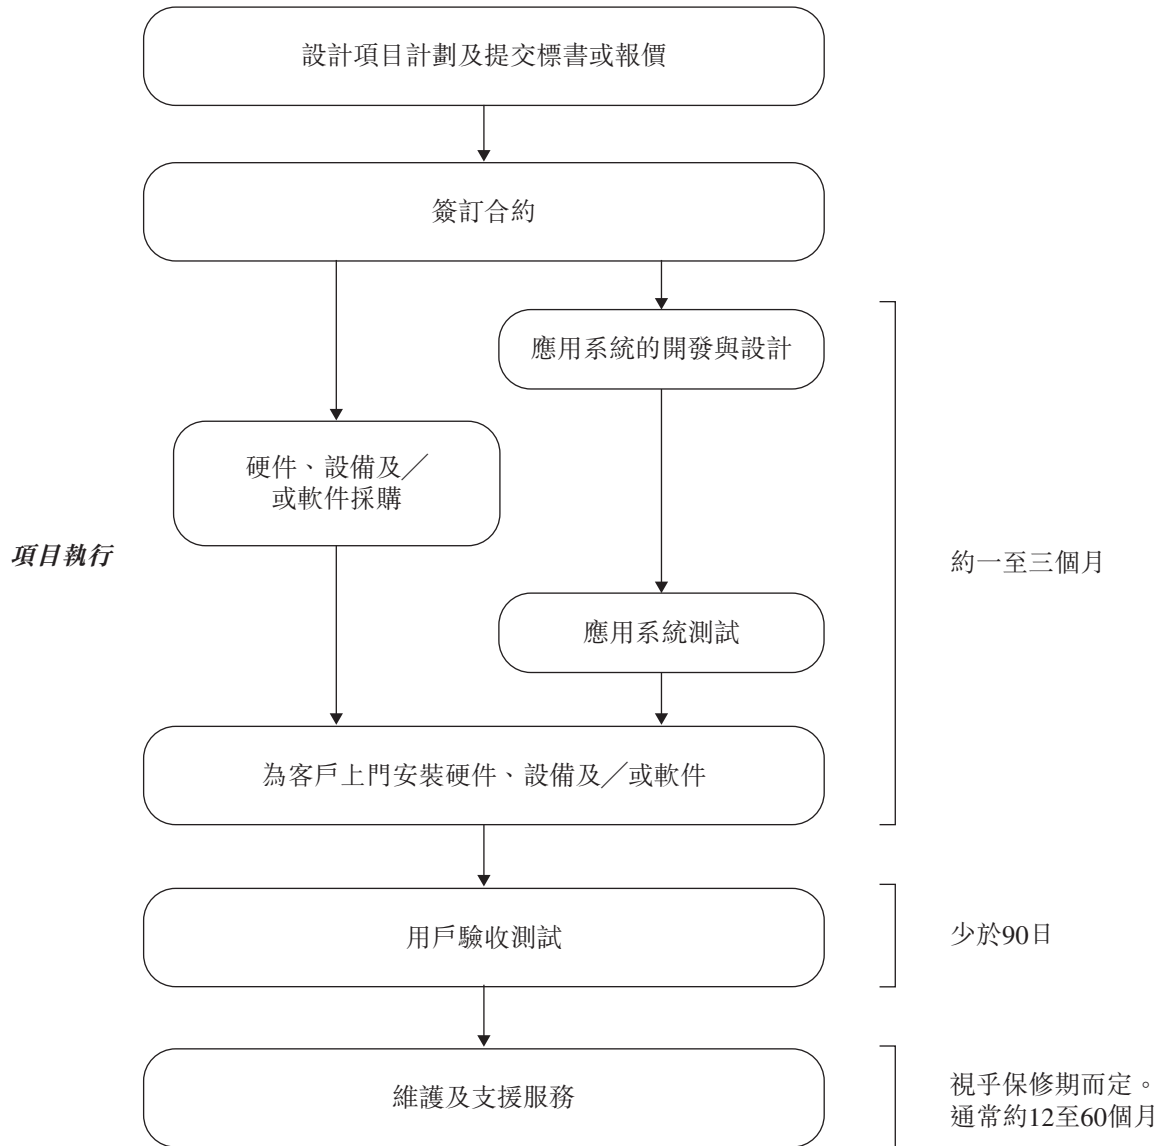 設計項目計劃及提交標書或報價
簽訂合約
應用系統的開發與設計
硬件、設備及╱
或軟件採購
項目執行
約一至三個月
應用系統測試
為客戶上門安裝硬件、設備及╱或軟件
用戶驗收測試
少於90日
維護及支援服務
視乎保修期而定。
通常約12至60個月